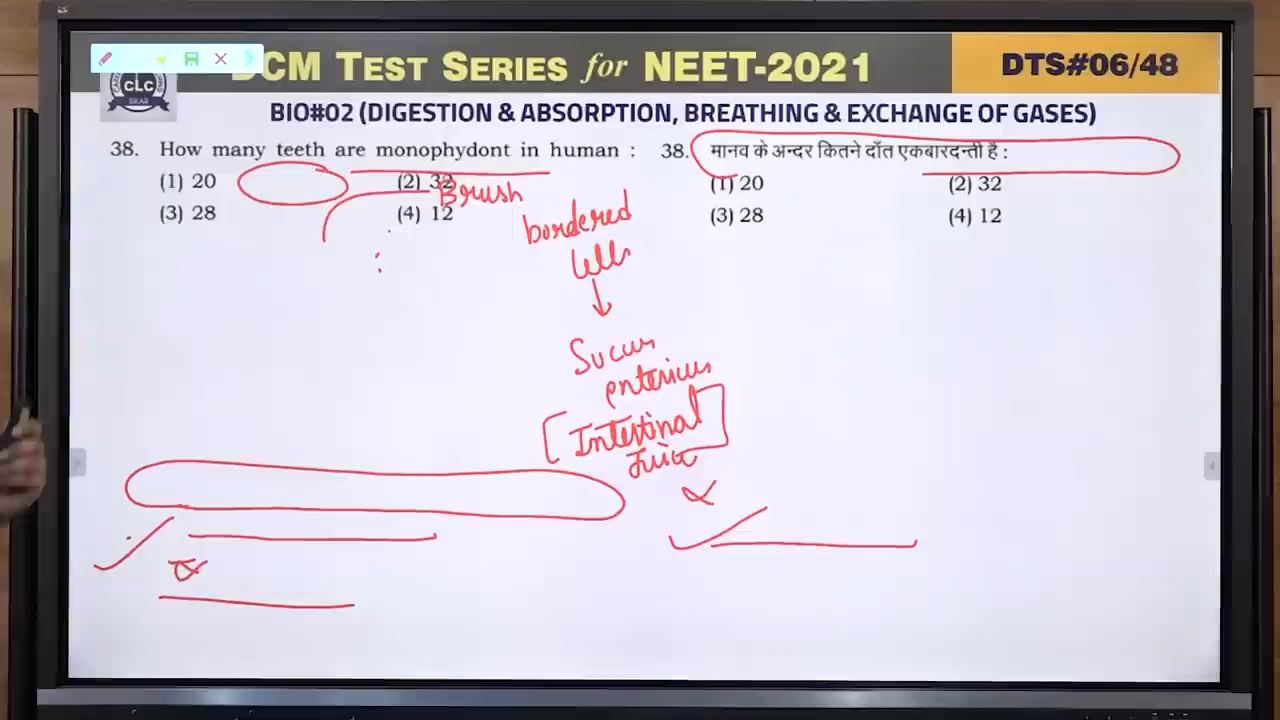 DCM TEST SERIES for NEET-2021
DTS#06/48
CLC
SIKAR
BIO#02 (DIGESTION & ABSORPTION, BREATHING & EXCHANGE OF GASES)
38. How many teeth are monophydont in human :
(1) 20 (2) 32
(3) 28 (4) 12
38. मानव के अन्दर कितने दाँत एकबारदन्ती है :
(1) 20 (2) 32
(3) 28 (4) 12
Brush
bordered
Cells
↓
Sucus
entericus
[Intestinal
Juice]